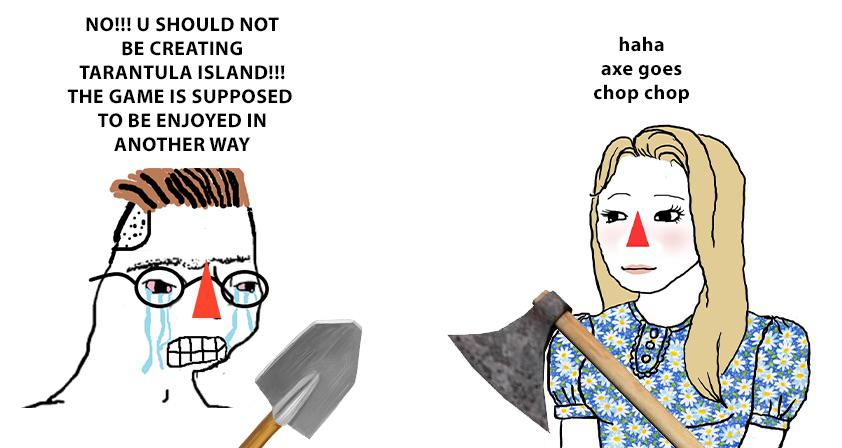 NO!!! U SHOULD NOT
BE CREATING
TARANTULA ISLAND!!!
THE GAME IS SUPPOSED
TO BE ENJOYED IN
ANOTHER WAY
haha
axe goes
chop chop